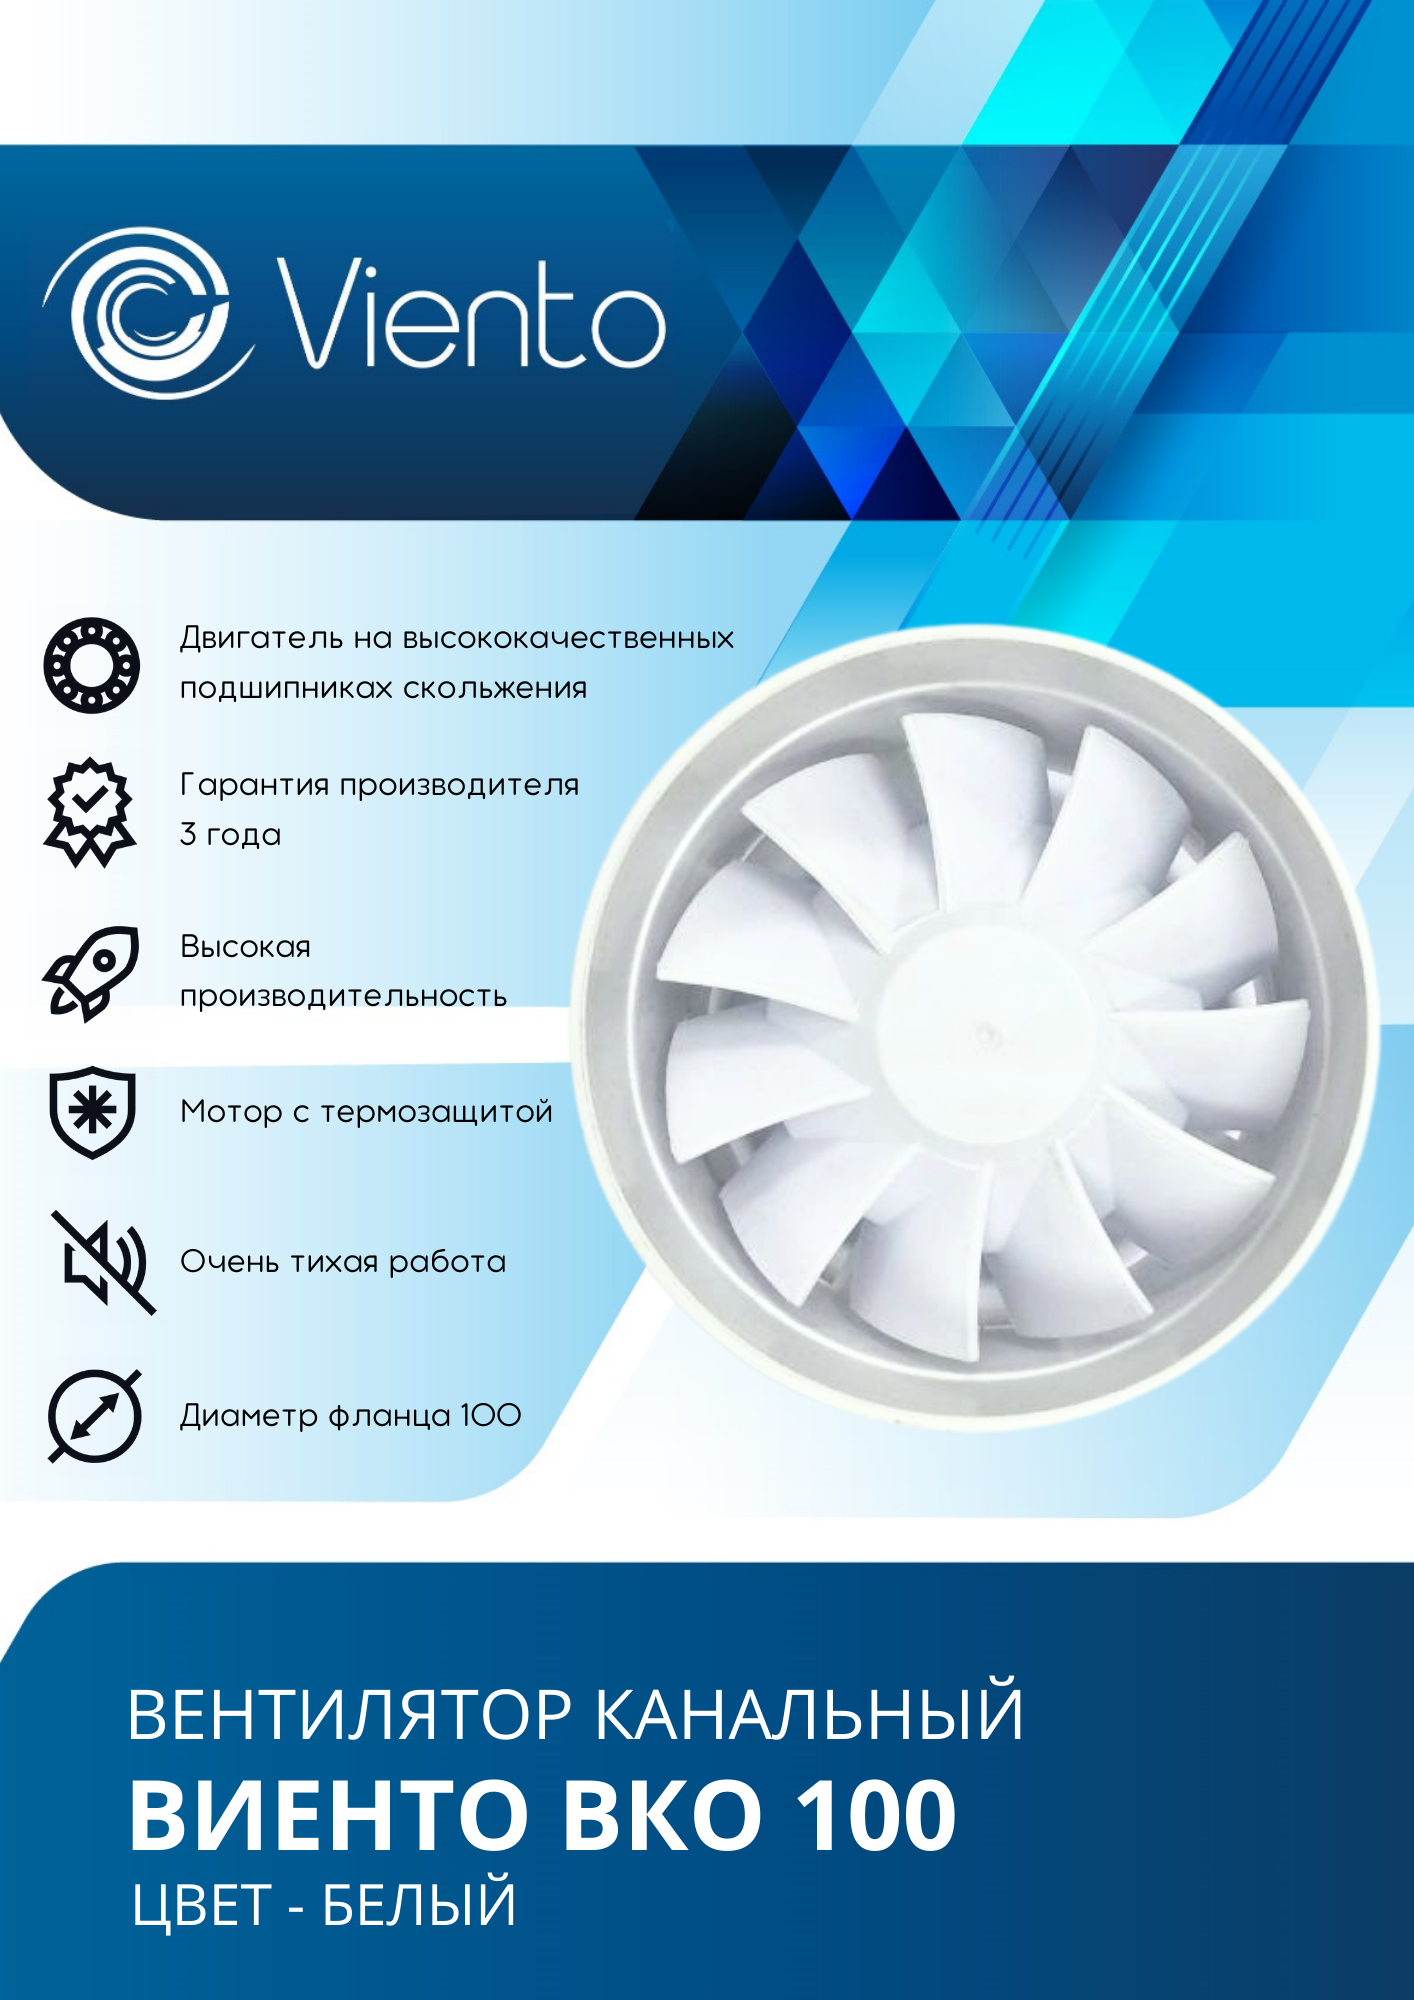 Viento
Двигатель на высококачественных
подшипниках скольжения
Гарантия производителя
3 года
Высокая
производительность
Мотор с термозащитой
Очень тихая работа
Диаметр фланца 100
ВЕНТИЛЯТОР КАНАЛЬНЫЙ
ВИЕНТО ВКО 100
ЦВЕТ - БЕЛЫЙ